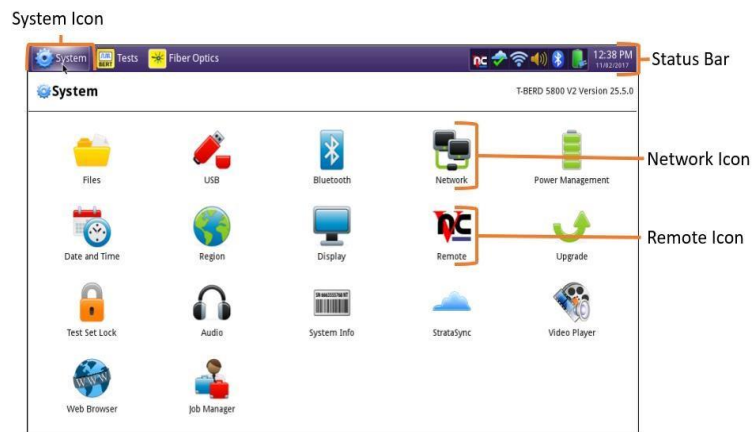 System Icon
System Tests Fiber Optics 12:38 PM
11/02/2017
Status Bar
System T-BERD 5800 V2 Version 25.5.0
Network Icon
Files USB Bluetooth Network Power Management
Remote Icon
Date and Time Region Display Remote Upgrade
Test Set Lock Audio System Info StrataSync Video Player
WWW
Web Browser Job Manager